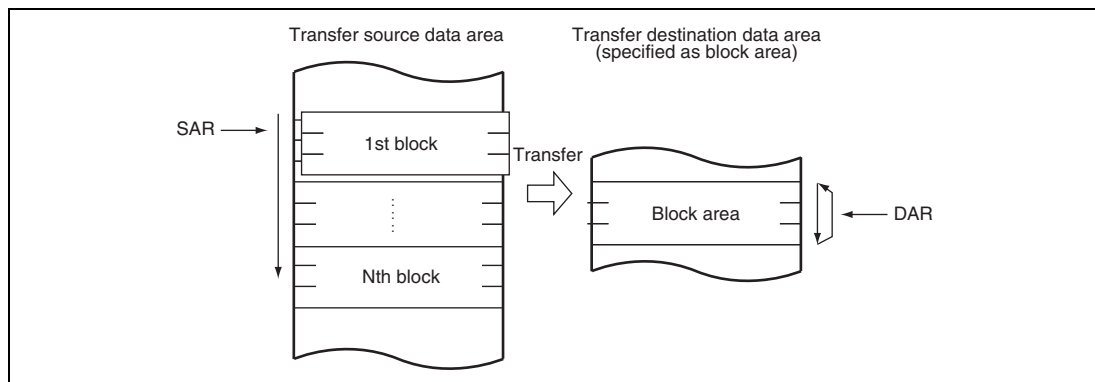 Transfer source data area
Transfer destination data area
(specified as block area)
SAR
1st block
Transfer
Block area
DAR
Nth block